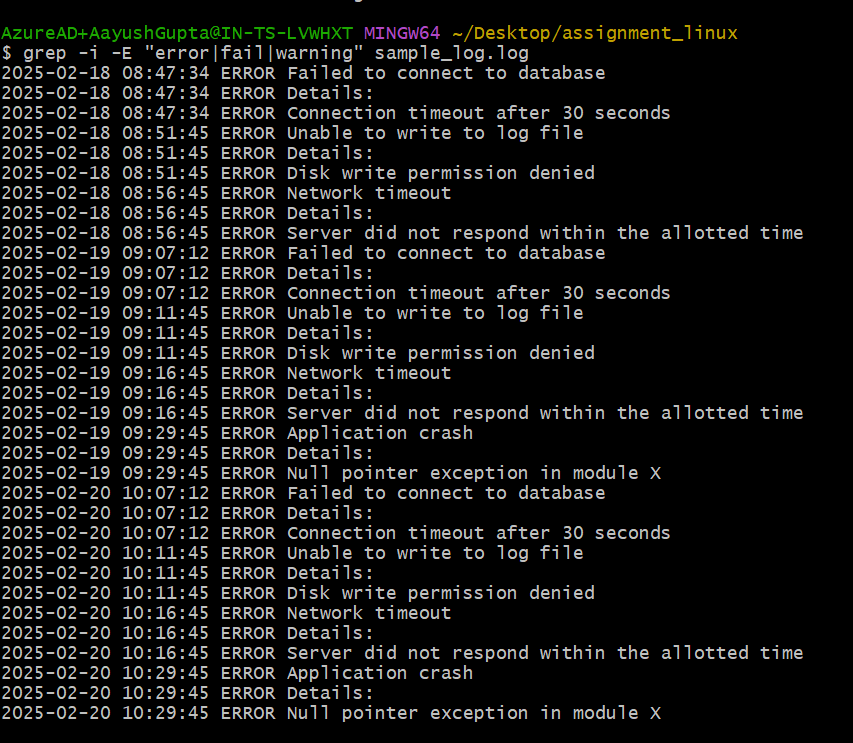 AzureAD+AayushGupta@IN-TS-LVWHXT MINGW64 ~/Desktop/assignment_linux
$ grep -i -E "error|fail|warning" sample_log.log
2025-02-18 08:47:34 ERROR Failed to connect to database
2025-02-18 08:47:34 ERROR Details:
2025-02-18 08:47:34 ERROR Connection timeout after 30 seconds
2025-02-18 08:51:45 ERROR Unable to write to log file
2025-02-18 08:51:45 ERROR Details:
2025-02-18 08:51:45 ERROR Disk write permission denied
2025-02-18 08:56:45 ERROR Network timeout
2025-02-18 08:56:45 ERROR Details:
2025-02-18 08:56:45 ERROR Server did not respond within the allotted time
2025-02-19 09:07:12 ERROR Failed to connect to database
2025-02-19 09:07:12 ERROR Details:
2025-02-19 09:07:12 ERROR Connection timeout after 30 seconds
2025-02-19 09:11:45 ERROR Unable to write to log file
2025-02-19 09:11:45 ERROR Details:
2025-02-19 09:11:45 ERROR Disk write permission denied
2025-02-19 09:16:45 ERROR Network timeout
2025-02-19 09:16:45 ERROR Details:
2025-02-19 09:16:45 ERROR Server did not respond within the allotted time
2025-02-19 09:29:45 ERROR Application crash
2025-02-19 09:29:45 ERROR Details:
2025-02-19 09:29:45 ERROR Null pointer exception in module X
2025-02-20 10:07:12 ERROR Failed to connect to database
2025-02-20 10:07:12 ERROR Details:
2025-02-20 10:07:12 ERROR Connection timeout after 30 seconds
2025-02-20 10:11:45 ERROR Unable to write to log file
2025-02-20 10:11:45 ERROR Details:
2025-02-20 10:11:45 ERROR Disk write permission denied
2025-02-20 10:16:45 ERROR Network timeout
2025-02-20 10:16:45 ERROR Details:
2025-02-20 10:16:45 ERROR Server did not respond within the allotted time
2025-02-20 10:29:45 ERROR Application crash
2025-02-20 10:29:45 ERROR Details:
2025-02-20 10:29:45 ERROR Null pointer exception in module X